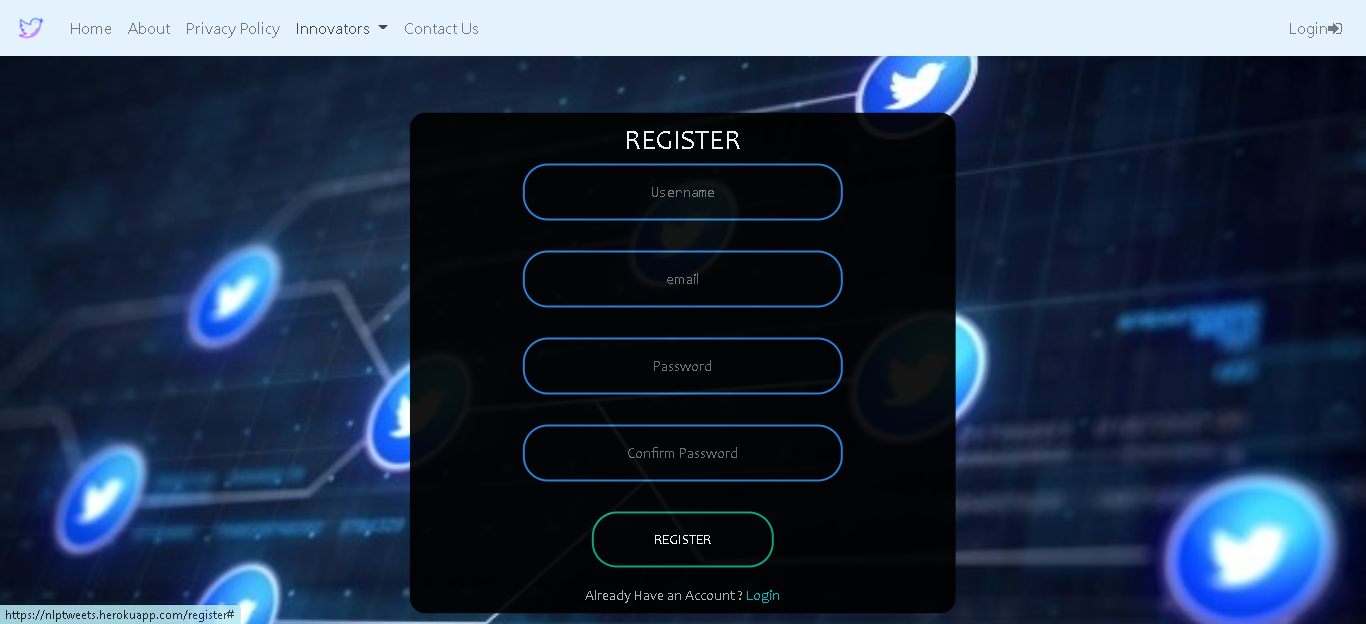 Home About Privacy Policy Innovators Contact Us Login
REGISTER
Username
email
Password
Confirm Password
REGISTER
Already Have an Account ? Login
https://nlptweets.herokuapp.com/register#